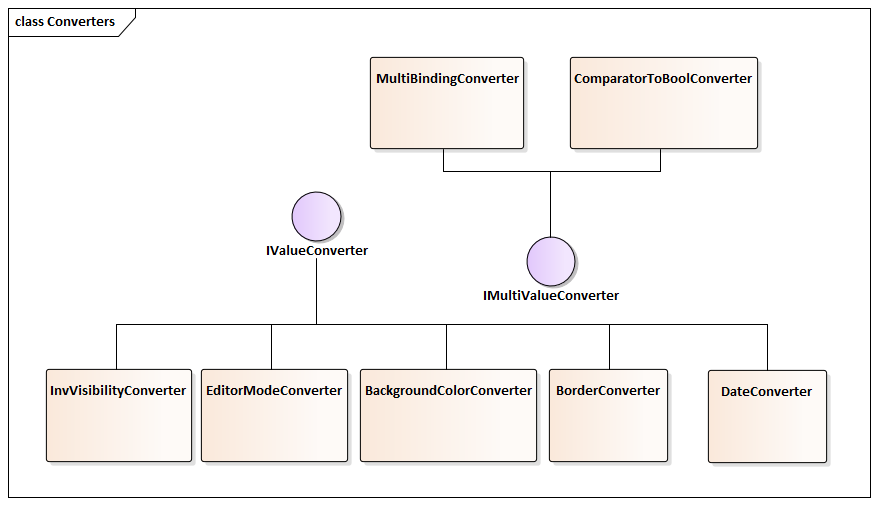 class Converters
MultiBindingConverter
ComparatorToBoolConverter
IValueConverter
IMultiValueConverter
InvVisibilityConverter
EditorModeConverter
BackgroundColorConverter
BorderConverter
DateConverter